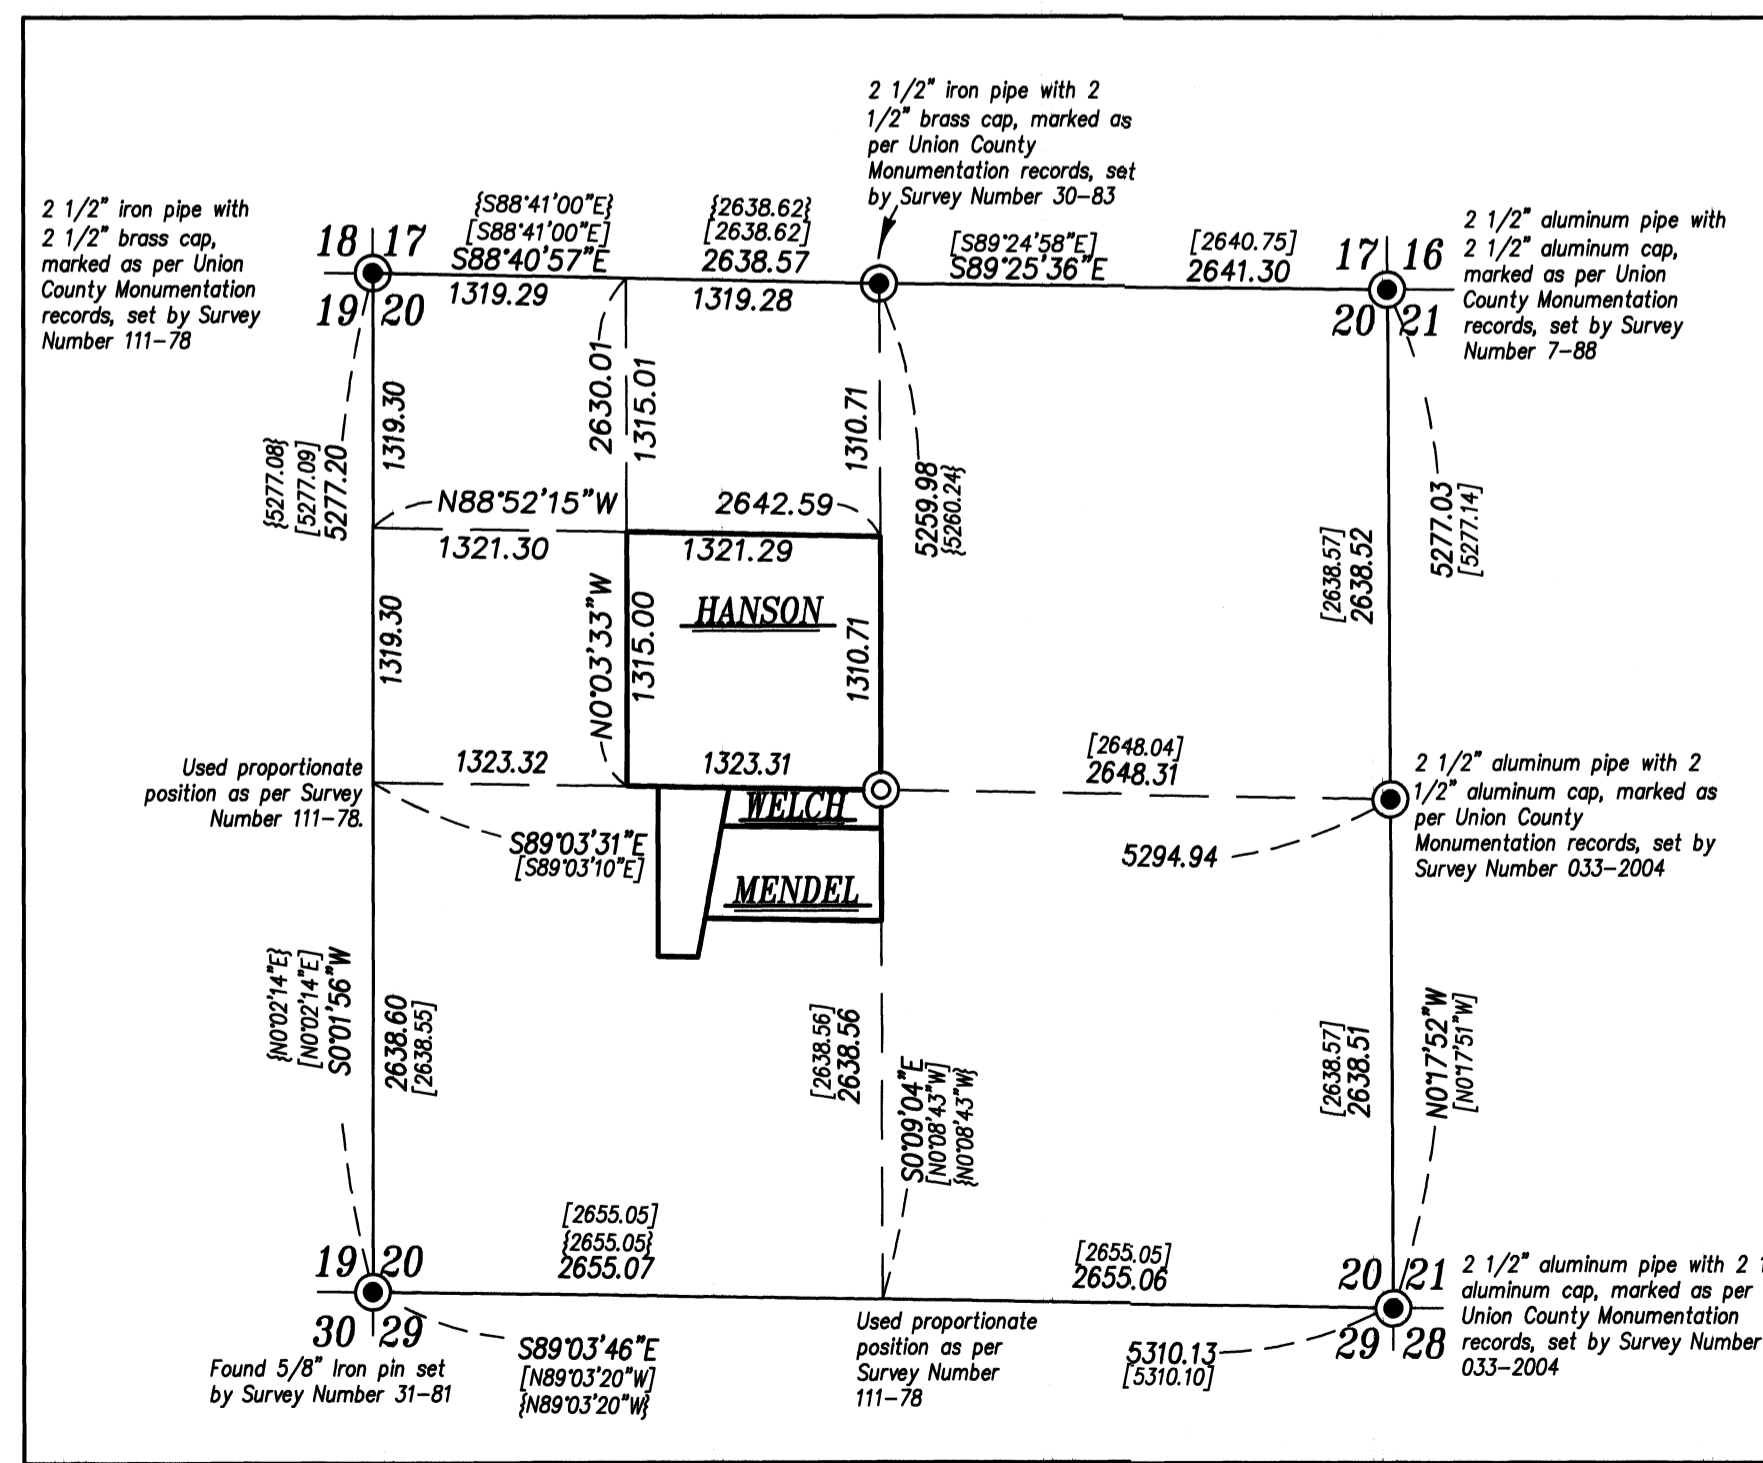 2 1/2" iron pipe with 2
1/2" brass cap, marked as
per Union County
Monumentation records, set
by Survey Number 30-83
2 1/2" iron pipe with
2 1/2" brass cap,
marked as per Union
County Monumentation
records, set by Survey
Number 111-78
18 17
19 20
{S88°41'00"E}
[S88°41'00"E]
S88°40'57"E
1319.29
{2638.62}
[2638.62]
2638.57
1319.28
[S89°24'58"E]
S89°25'36"E
[2640.75]
2641.30
17 16
20 21
2 1/2" aluminum pipe with
2 1/2" aluminum cap,
marked as per Union
County Monumentation
records, set by Survey
Number 7-88
{5277.08}
[5277.09]
5277.20
1319.30
2630.01
1315.01
1310.71
5259.98
{5260.24}
[2638.57]
2638.52
5277.03
[5277.14]
N88°52'15"W
2642.59
1321.30
1321.29
1319.30
N0°03'33"W
1315.00
HANSON
1310.71
Used proportionate
position as per Survey
Number 111-78.
1323.32
1323.31
[2648.04]
2648.31
2 1/2" aluminum pipe with 2
1/2" aluminum cap, marked as
per Union County
Monumentation records, set by
Survey Number 033-2004
S89°03'31"E
[S89°03'10"E]
WELCH
MENDEL
5294.94
{N0°02'14"E}
[N0°02'14"E]
S0°01'56"W
2638.60
[2638.55]
[2638.56]
2638.56
S0°09'04"E
[N0°08'43"W]
{N0°08'43"W}
[2638.57]
2638.51
N0°17'52"W
[N0°17'51"W]
[2655.05]
{2655.05}
2655.07
[2655.05]
2655.06
19 20
30 29
Found 5/8" Iron pin set
by Survey Number 31-81
S89°03'46"E
[N89°03'20"W]
{N89°03'20"W}
Used proportionate
position as per
Survey Number
111-78
5310.13
[5310.10]
20 21
29 28
2 1/2" aluminum pipe with 2
aluminum cap, marked as per
Union County Monumentation
records, set by Survey Number
033-2004